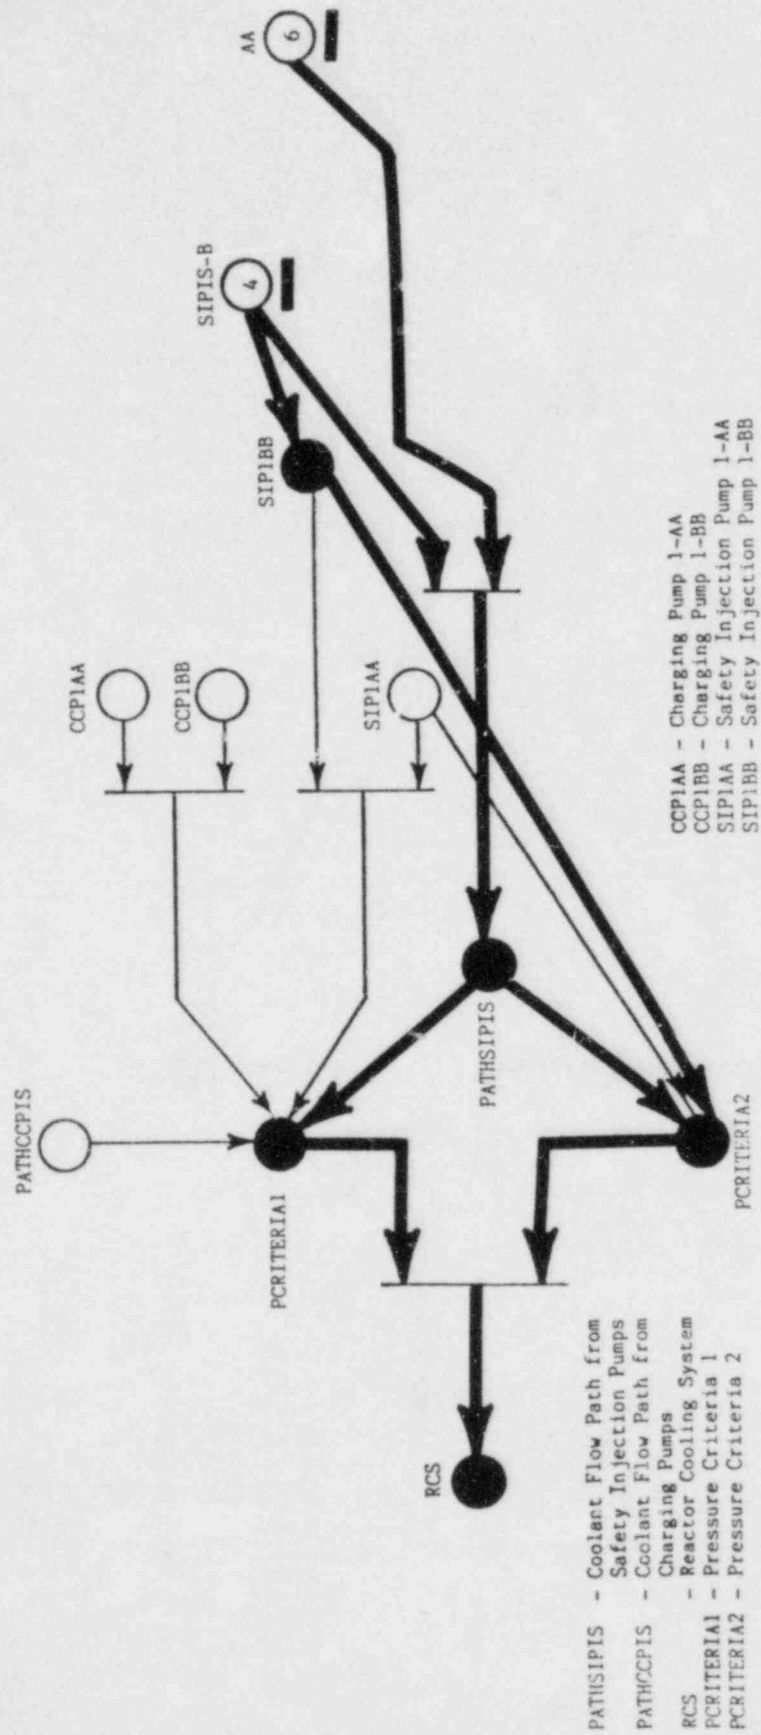 AA
6
SIPIS-B
4
SIP1BB
CCP1AA
CCP1BB
SIP1AA
PATHCCPIS
PCRITERIA1
PATHSIPIS
PCRITERIA2
RCS
PATHSIPIS - Coolant Flow Path from
Safety Injection Pumps
PATHCCPIS - Coolant Flow Path from
Charging Pumps
RCS - Reactor Cooling System
PCRITERIA1 - Pressure Criteria 1
PCRITERIA2 - Pressure Criteria 2
CCP1AA - Charging Pump 1-AA
CCP1BB - Charging Pump 1-BB
SIP1AA - Safety Injection Pump 1-AA
SIP1BB - Safety Injection Pump 1-BB